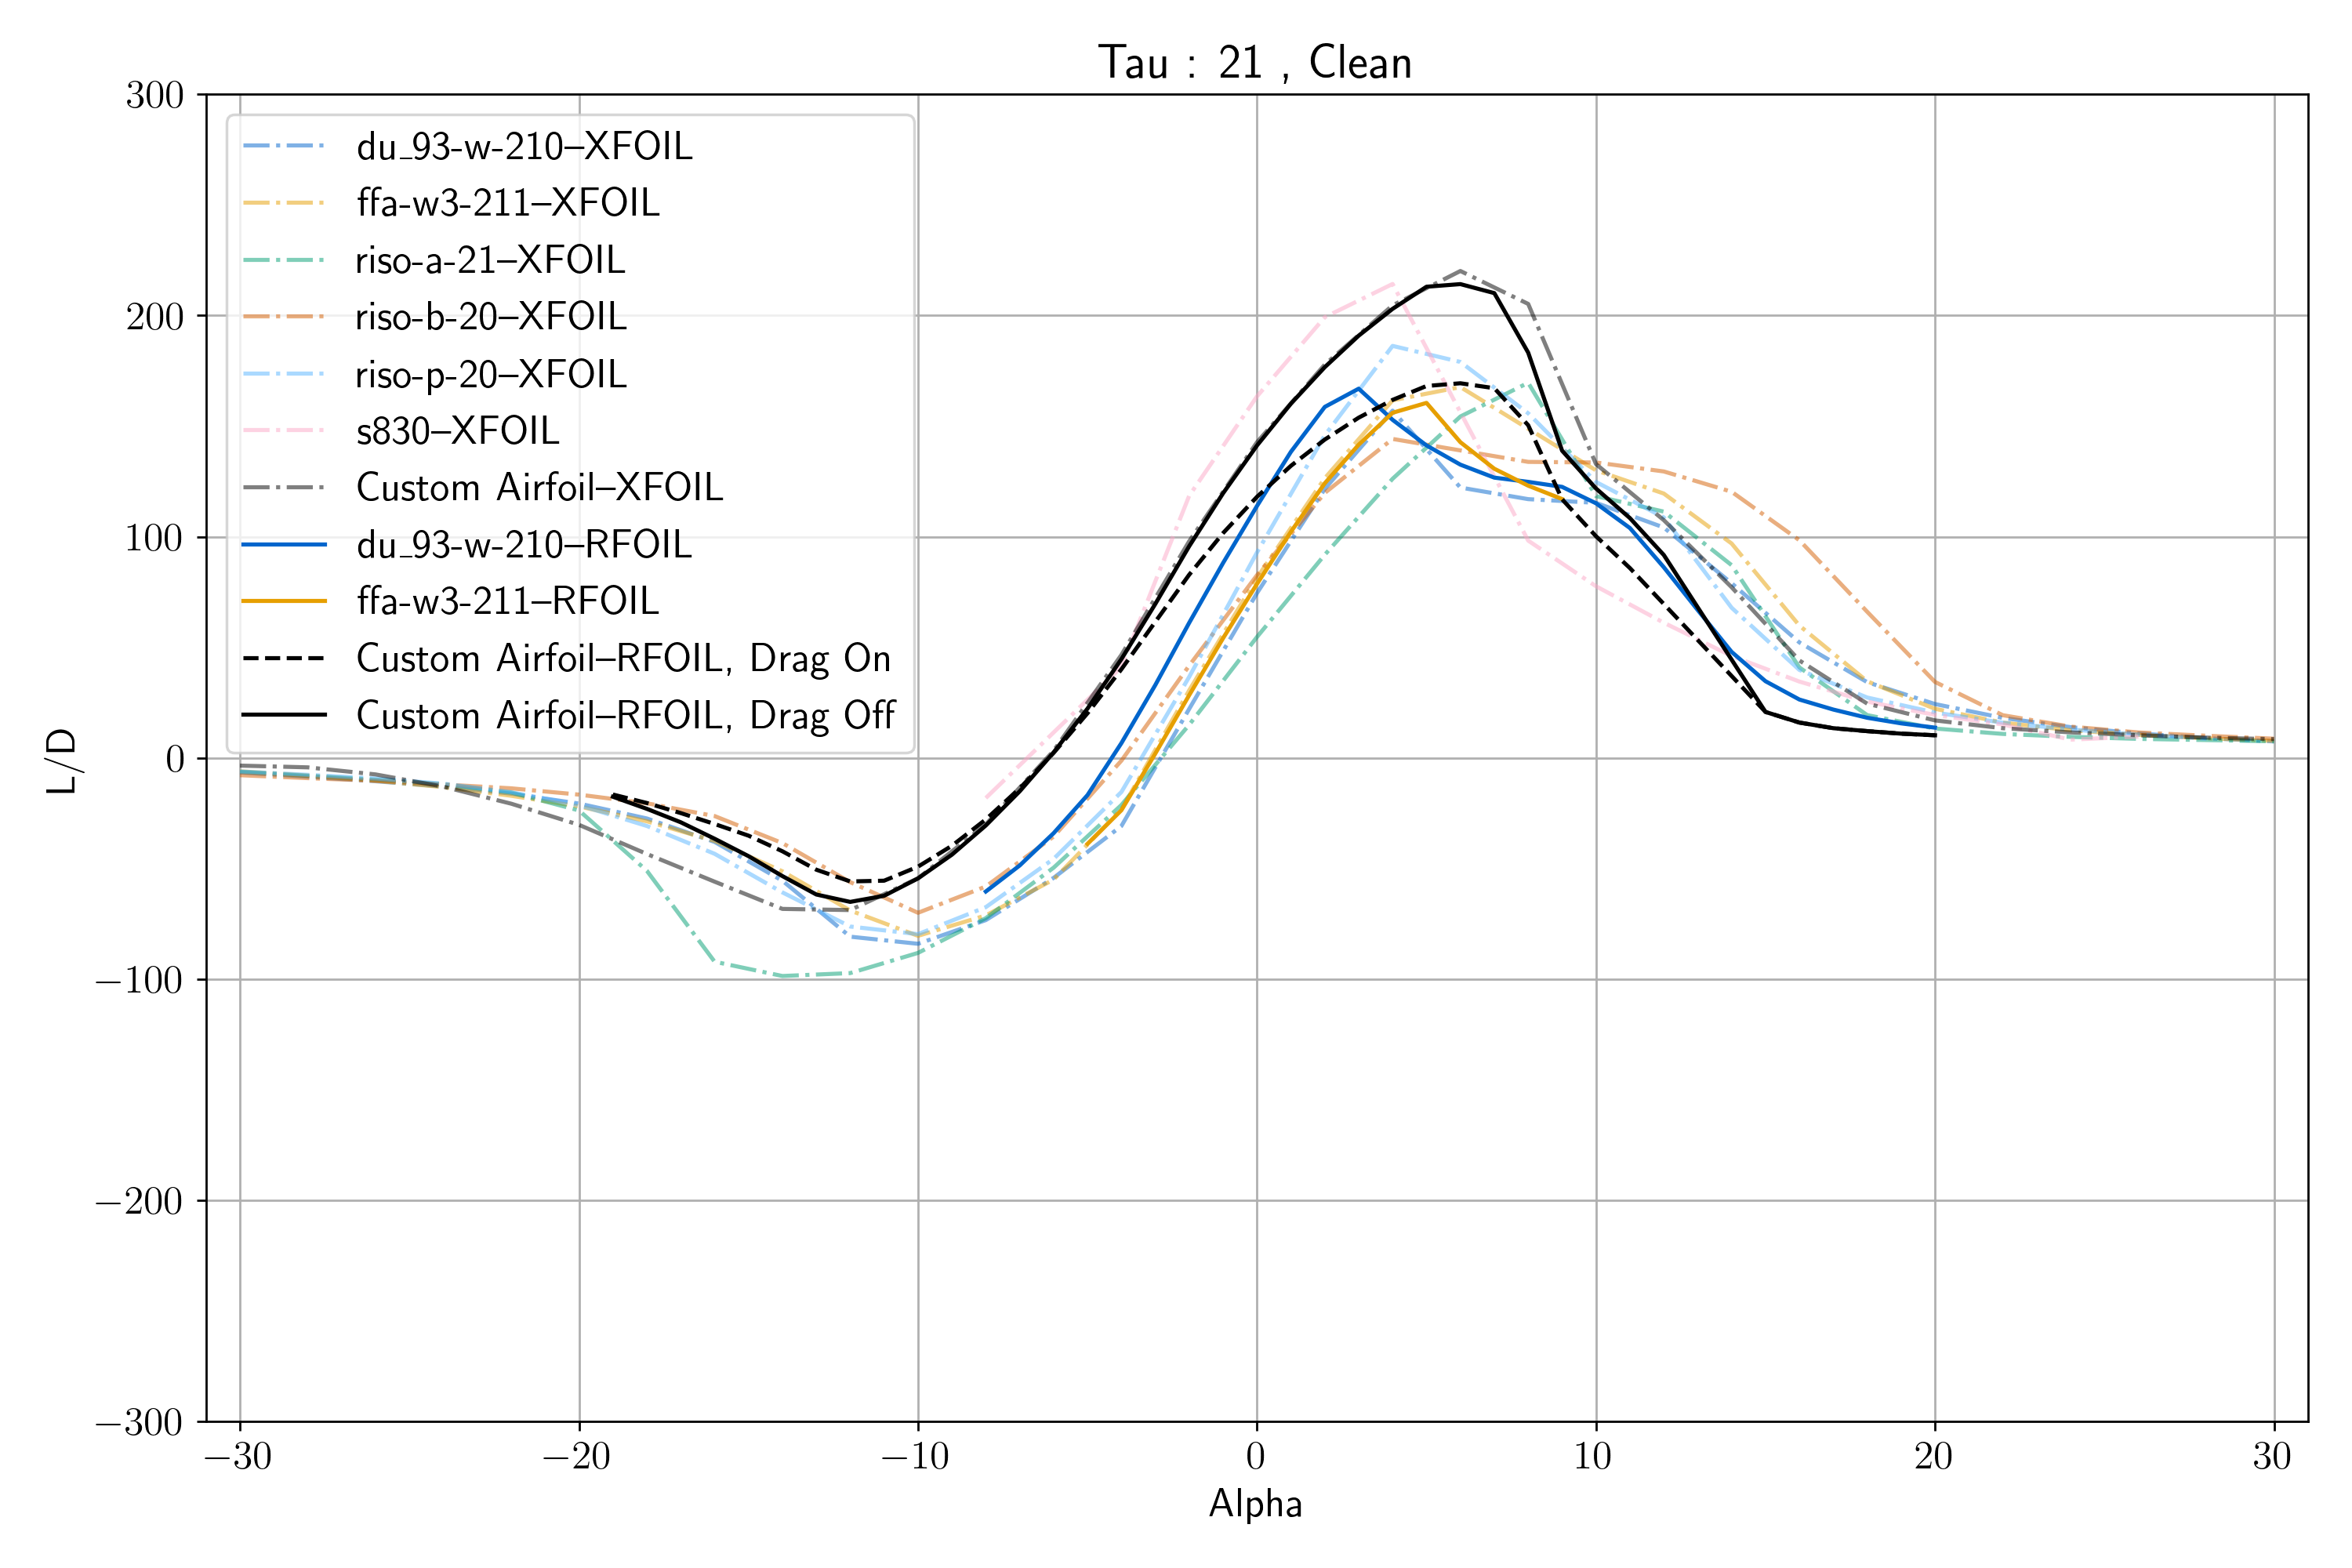 Tau : 21 , Clean
300
200
100
0
−100
−200
−300
L/D
du_93-w-210–XFOIL
ffa-w3-211–XFOIL
riso-a-21–XFOIL
riso-b-20–XFOIL
riso-p-20–XFOIL
s830–XFOIL
Custom Airfoil–XFOIL
du_93-w-210–RFOIL
ffa-w3-211–RFOIL
Custom Airfoil–RFOIL, Drag On
Custom Airfoil–RFOIL, Drag Off
−30 −20 −10 0 10 20 30
Alpha